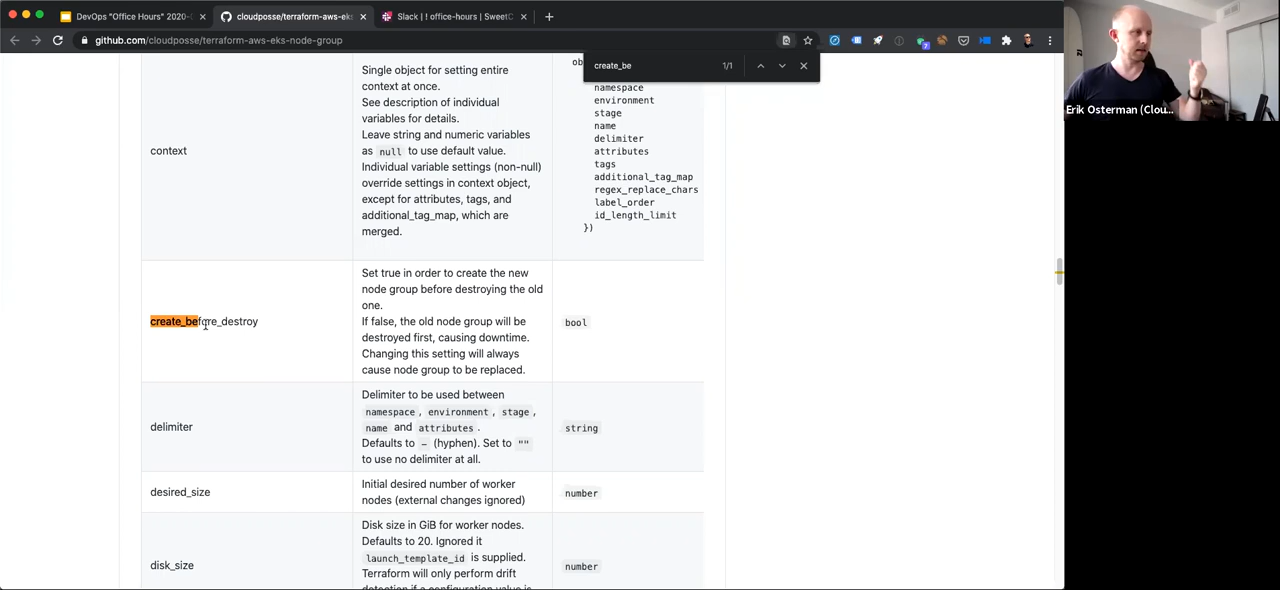 DevOps "Office Hours" 2020-
cloudposse/terraform-aws-eks
Slack | ! office-hours | SweetC
github.com/cloudposse/terraform-aws-eks-node-group
7
create_be
1/1
Erik Osterman (Clou...
context
Single object for setting entire
context at once.
See description of individual
variables for details.
Leave string and numeric variables
as null to use default value.
Individual variable settings (non-null)
override settings in context object,
except for attributes, tags, and
additional_tag_map, which are
merged.
ob
namespace
environment
stage
name
delimiter
attributes
tags
additional_tag_map
regex_replace_chars
label_order
id_length_limit
})
create_before_destroy
Set true in order to create the new
node group before destroying the old
one.
If false, the old node group will be
destroyed first, causing downtime.
Changing this setting will always
cause node group to be replaced.
bool
delimiter
Delimiter to be used between
namespace , environment , stage ,
name and attributes .
Defaults to - (hyphen). Set to ""
to use no delimiter at all.
string
desired_size
Initial desired number of worker
nodes (external changes ignored)
number
disk_size
Disk size in GiB for worker nodes.
Defaults to 20. Ignored it
launch_template_id is supplied.
Terraform will only perform drift
detection if a configuration value is
number